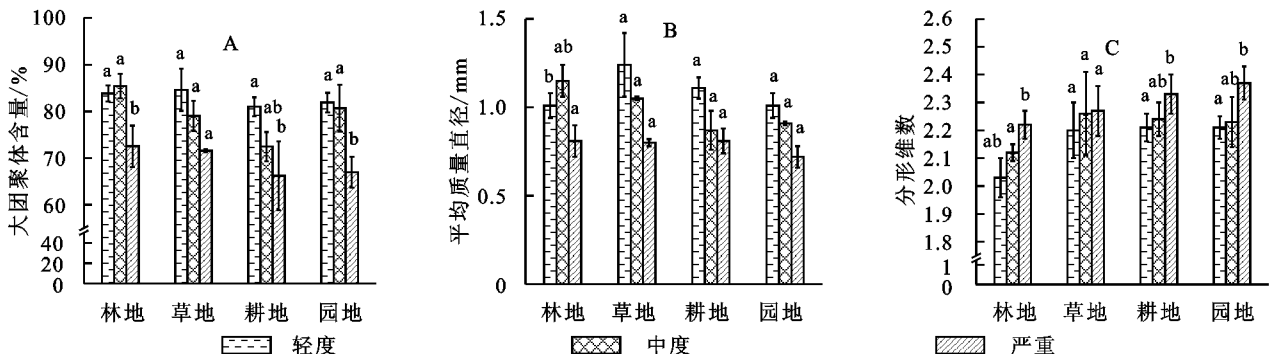 大团聚体含量/%
100
90
80
70
60
40
20
0
A
a a b
a a a
a ab b
a a b
林地 草地 耕地 园地
平均质量直径/mm
1.5
1.0
0.5
0
B
b ab a
a a a
a a a
a a a
林地 草地 耕地 园地
分形维数
2.6
2.5
2.4
2.3
2.2
2.1
2.0
1.9
1.8
1
0
C
ab a b
a a a
a ab b
a ab b
林地 草地 耕地 园地
轻度 中度 严重